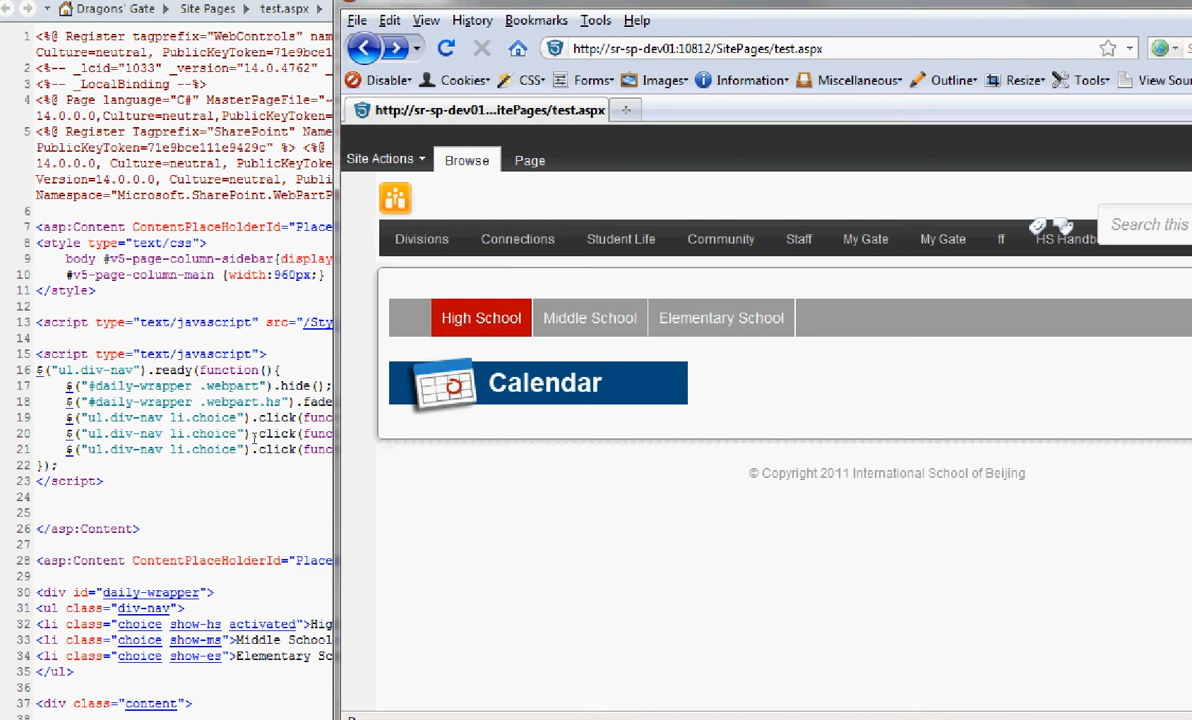 Dragons' Gate Site Pages test.aspx
1 <%@ Register tagprefix="WebControls" nam
Culture=neutral, PublicKeyToken=71e9bce1
2 <%-- _lcid="1033" _version="14.0.4762" _
3 <%-- _LocalBinding --%>
4 <%@ Page language="C#" MasterPageFile="~
14.0.0.0,Culture=neutral,PublicKeyToken=
5 <%@ Register Tagprefix="SharePoint" Name
PublicKeyToken=71e9bce111e9429c" %> <%@
14.0.0.0, Culture=neutral, PublicKeyToke
Version=14.0.0.0, Culture=neutral, Publi
Namespace="Microsoft.SharePoint.WebPartP
6
7 <asp:Content ContentPlaceHolderId="Place
8 <style type="text/css">
9 body #v5-page-column-sidebar{display
10 #v5-page-column-main {width:960px;}
11 </style>
12
13 <script type="text/javascript" src="/Sty
14
15 <script type="text/javascript">
16 $("ul.div-nav").ready(function(){
17 $("#daily-wrapper .webpart").hide();
18 $("#daily-wrapper .webpart.hs").fade
19 $("ul.div-nav li.choice").click(func
20 $("ul.div-nav li.choice").click(func
21 $("ul.div-nav li.choice").click(func
22 });
23 </script>
24
25
26 </asp:Content>
27
28 <asp:Content ContentPlaceHolderId="Place
29
30 <div id="daily-wrapper">
31 <ul class="div-nav">
32 <li class="choice show-hs activated">Hig
33 <li class="choice show-ms">Middle School
34 <li class="choice show-es">Elementary Sc
35 </ul>
36
37 <div class="content">
File Edit View History Bookmarks Tools Help
http://sr-sp-dev01:10812/SitePages/test.aspx
Disable Cookies CSS Forms Images Information Miscellaneous Outline Resize Tools View Sour
http://sr-sp-dev01...itePages/test.aspx
Site Actions Browse Page
Divisions Connections Student Life Community Staff My Gate My Gate ff HS Handb
Search this
High School Middle School Elementary School
Calendar
© Copyright 2011 International School of Beijing